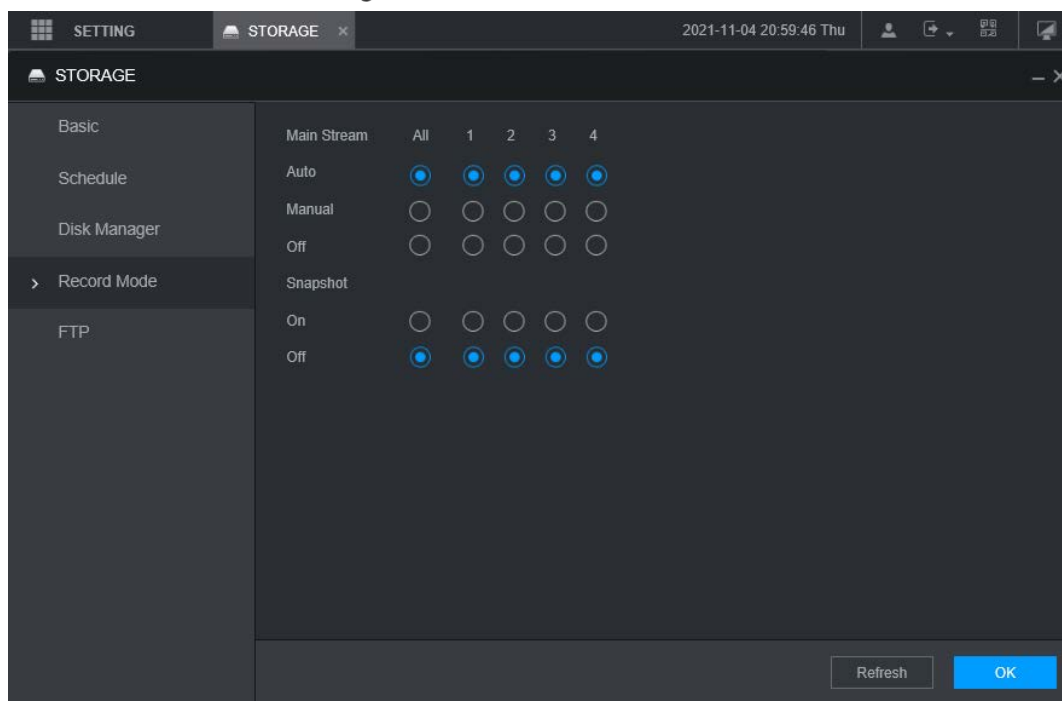 SETTING STORAGE × 2021-11-04 20:59:46 Thu
STORAGE
Basic
Schedule
Disk Manager
Record Mode
FTP
Main Stream All 1 2 3 4
Auto
Manual
Off
Snapshot
On
Off
Refresh OK